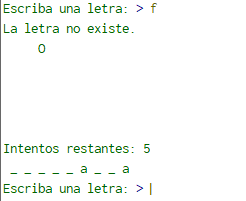 Escriba una letra: > f
La letra no existe.
O
Intentos restantes: 5
_ _ _ _ _ a _ _ a
Escriba una letra: >